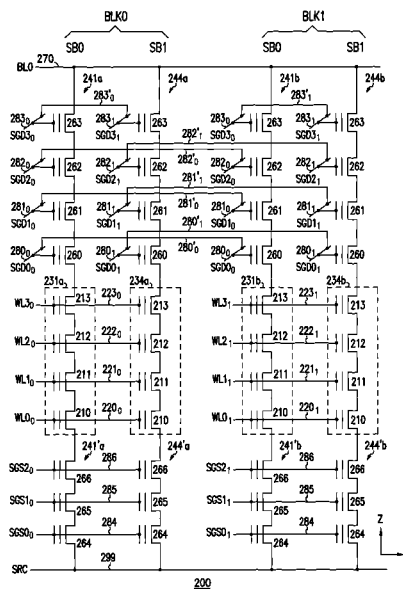 BLK0 BLK1
SB0 SB1 SB0 SB1
BL0 270 241a 244a 241b 244b
283'₀ 283'₁
283₀ 263 283₁ 263 283₀ 263 283₁ 263
SGD3₀ SGD3₁ SGD3₀ SGD3₁
282'₁
282₀ 262 282₁ 282'₀ 262 282₀ 262 282₁ 262
SGD2₀ SGD2₁ SGD2₀ SGD2₁
281'₁
281₀ 261 281₁ 281'₀ 261 281₀ 261 281₁ 261
SGD1₀ SGD1₁ SGD1₀ SGD1₁
280'₁
280₀ 260 280₁ 280'₀ 260 280₀ 260 280₁ 260
SGD0₀ SGD0₁ SGD0₀ SGD0₁
231a 234a 231b 234b
WL3₀ 213 223₀ 213 WL3₁ 213 223₁ 213
WL2₀ 212 222₀ 212 WL2₁ 212 222₁ 212
WL1₀ 211 221₀ 211 WL1₁ 211 221₁ 211
WL0₀ 210 220₀ 210 WL0₁ 210 220₁ 210
241'a 244'a 241'b 244'b
SGS2₀ 286 266 SGS2₁ 286 266
266 266
SGS1₀ 285 265 SGS1₁ 285 265
265 265
SGS0₀ 284 264 SGS0₁ 284 264
264 264
Z
SRC 299
200